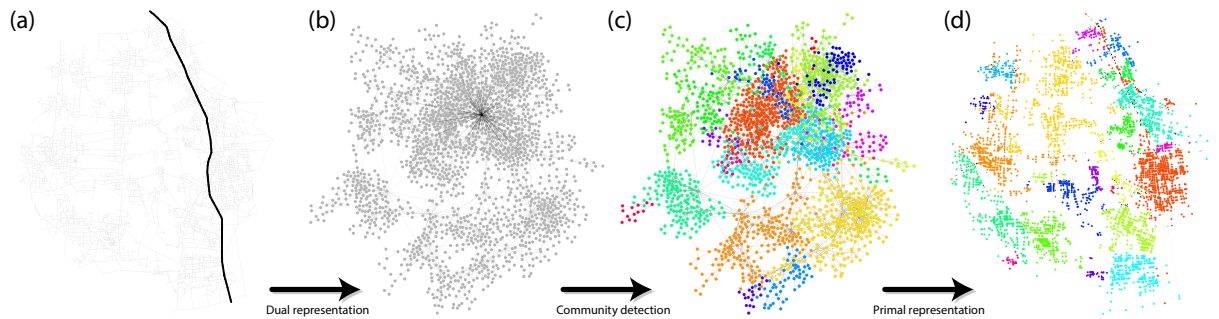 (a)
(b)
(c)
(d)
Dual representation
Community detection
Primal representation